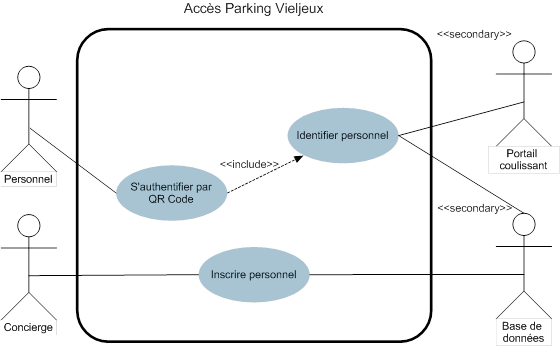 Accès Parking Vieljeux
<<secondary>>
Identifier personnel
Portail
coulissant
<<include>>
Personnel
S'authentifier par
QR Code
<<secondary>>
Inscrire personnel
Concierge
Base de
données